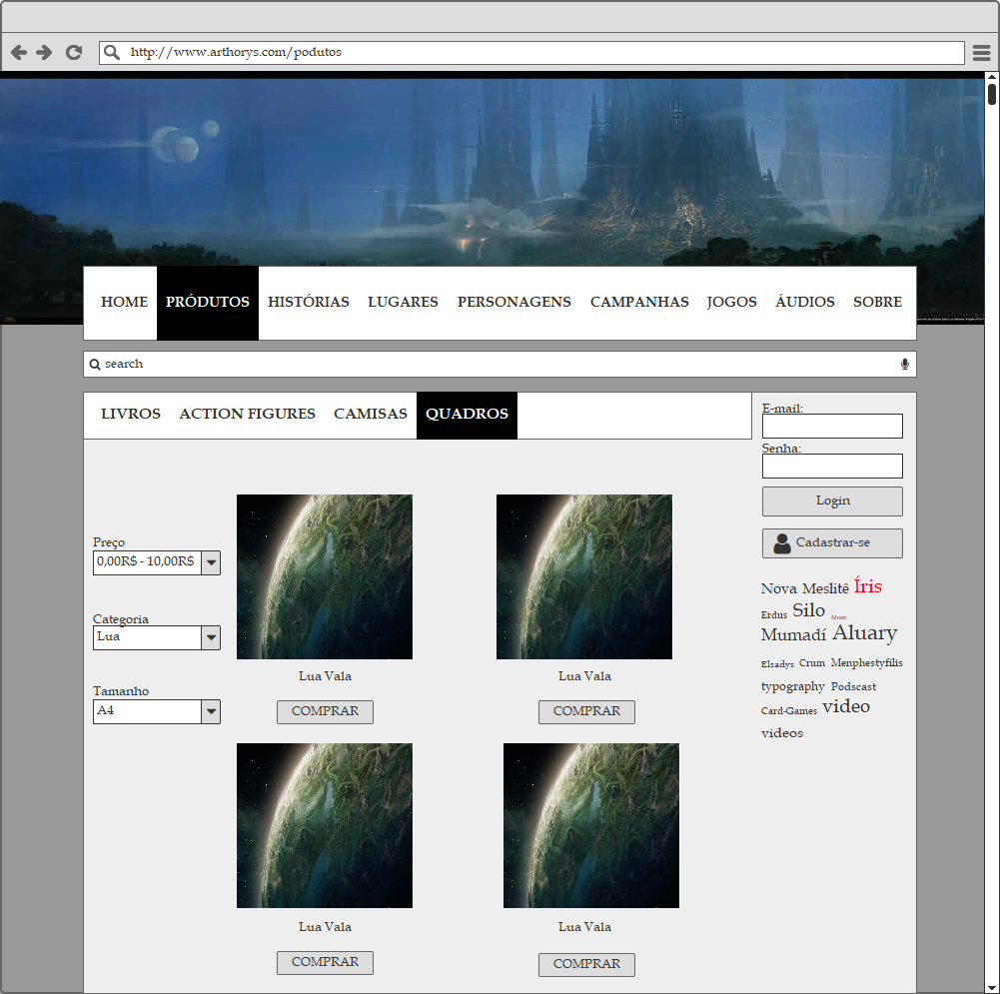 http://www.arthorys.com/podutos
HOME PRÓDUTOS HISTÓRIAS LUGARES PERSONAGENS CAMPANHAS JOGOS ÁUDIOS SOBRE
search
LIVROS ACTION FIGURES CAMISAS QUADROS
E-mail:
Senha:
Login
Cadastrar-se
Preço
0,00R$ - 10,00R$
Categoria
Lua
Tamanho
A4
Lua Vala Lua Vala
COMPRAR COMPRAR
Lua Vala Lua Vala
COMPRAR COMPRAR
Nova Meslitê Íris
Erdus Silo
Mumadí Aluary
Elsadys Crum Menphestyfilis
typography Podscast
Card-Games video
videos